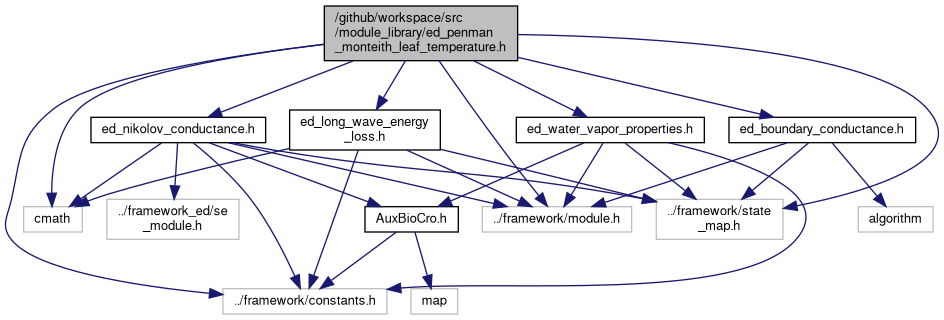 /github/workspace/src
/module_library/ed_penman
_monteith_leaf_temperature.h
ed_nikolov_conductance.h
ed_long_wave_energy
_loss.h
ed_water_vapor_properties.h
ed_boundary_conductance.h
cmath
../framework_ed/se
_module.h
AuxBioCro.h
../framework/module.h
../framework/state
_map.h
algorithm
../framework/constants.h
map